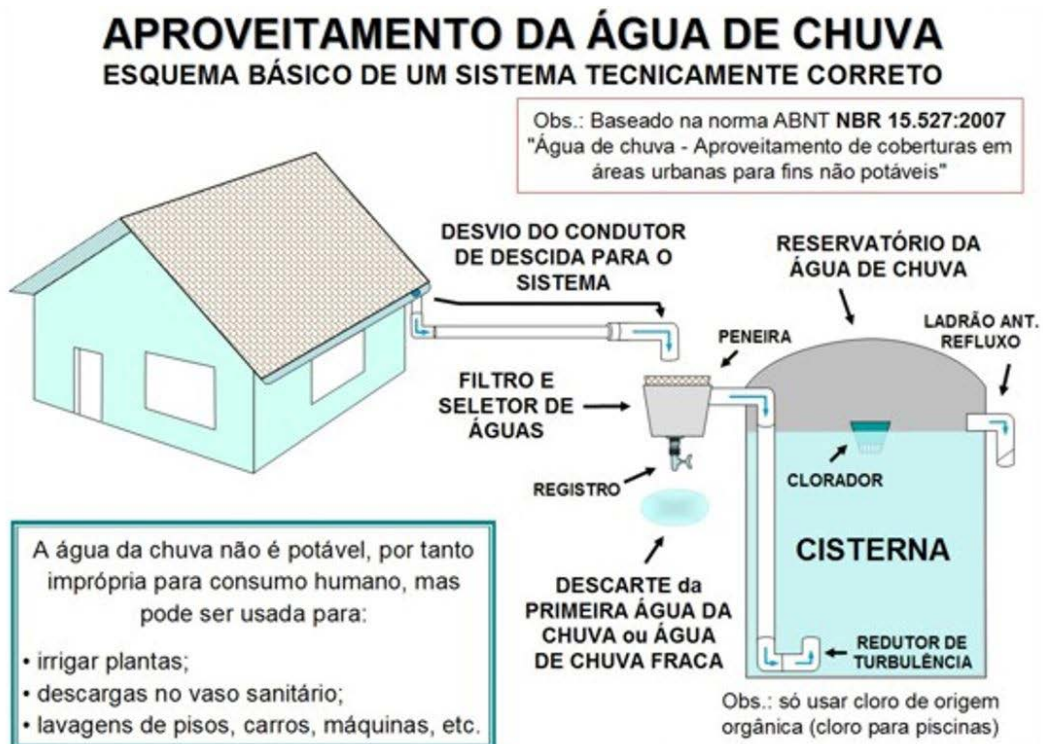 APROVEITAMENTO DA ÁGUA DE CHUVA
ESQUEMA BÁSICO DE UM SISTEMA TECNICAMENTE CORRETO
Obs.: Baseado na norma ABNT NBR 15.527:2007
"Água de chuva - Aproveitamento de coberturas em
áreas urbanas para fins não potáveis"
DESVIO DO CONDUTOR
DE DESCIDA PARA O
SISTEMA
RESERVATÓRIO DA
ÁGUA DE CHUVA
LADRÃO ANT.
REFLUXO
PENEIRA
FILTRO E
SELETOR DE
ÁGUAS
REGISTRO
CLORADOR
CISTERNA
DESCARTE da
PRIMEIRA ÁGUA DA
CHUVA ou ÁGUA
DE CHUVA FRACA
REDUTOR DE
TURBULÊNCIA
Obs.: só usar cloro de origem
orgânica (cloro para piscinas)
A água da chuva não é potável, por tanto
imprópria para consumo humano, mas
pode ser usada para:
• irrigar plantas;
• descargas no vaso sanitário;
• lavagens de pisos, carros, máquinas, etc.